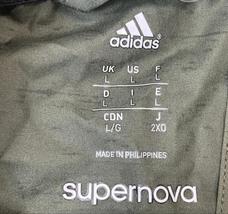 adidas
UK US F
L L L
D I E
L L L
CDN J
L/G 2XO
MADE IN PHILIPPINES
supernova